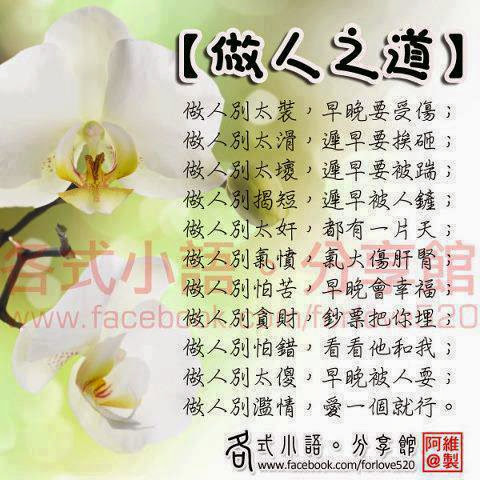 【做人之道】
做人別太裝，早晚要受傷；
做人別太滑，遲早要挨砸；
做人別太壞，遲早要被踹；
做人別揭短，遲早被人鏟；
做人別太奸，都有一片天；
做人別氣憤，氣大傷肝腎；
做人別怕苦，早晚會幸福；
做人別貪財，鈔票把你埋；
做人別怕錯，看看他和我；
做人別太傻，早晚被人耍；
做人別濫情，愛一個就行。
各式小語。分享館
www.facebook.com/forlove520
各式小語。分享館
www.facebook.com/forlove520
阿維
@製